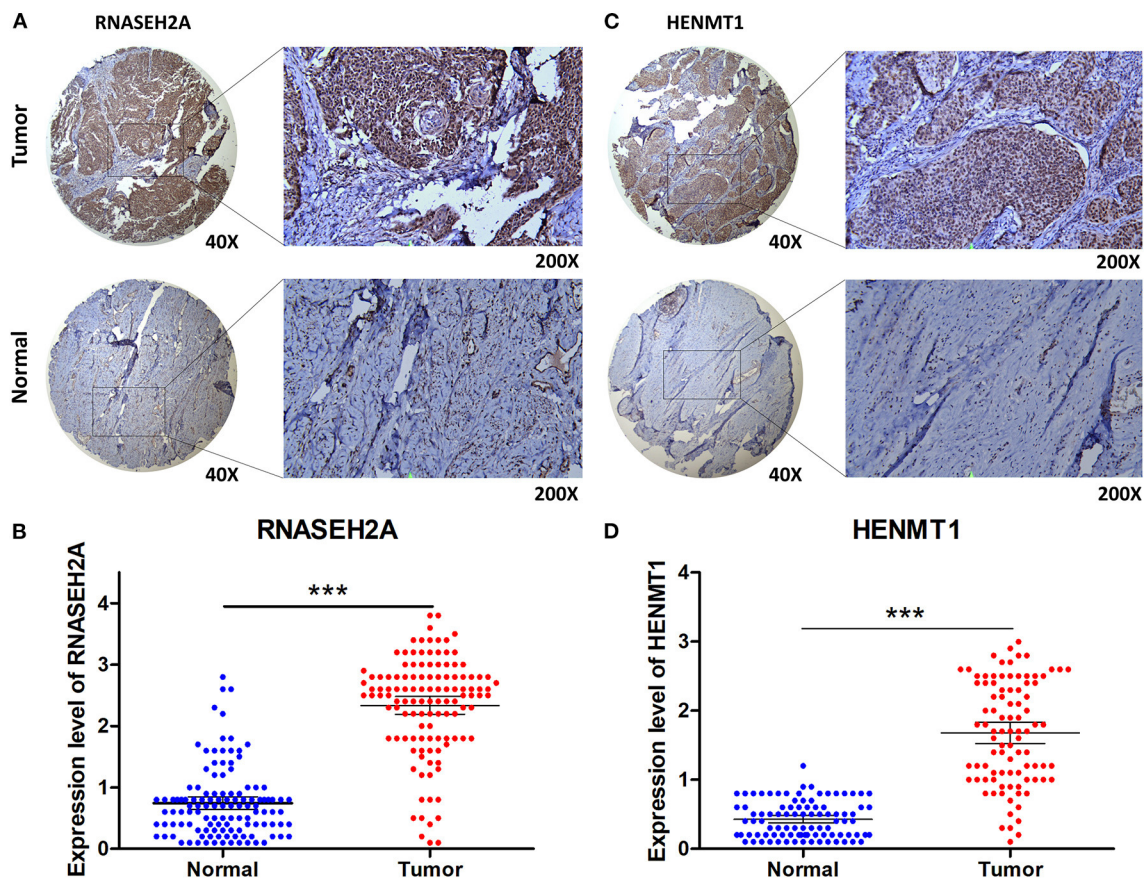 A RNASEH2A
C HENMT1
Tumor
40X
200X
40X
200X
Normal
40X
200X
40X
200X
B RNASEH2A
Expression level of RNASEH2A
4
3
2
1
0
***
Normal Tumor
D HENMT1
Expression level of HENMT1
4
3
2
1
0
***
Normal Tumor